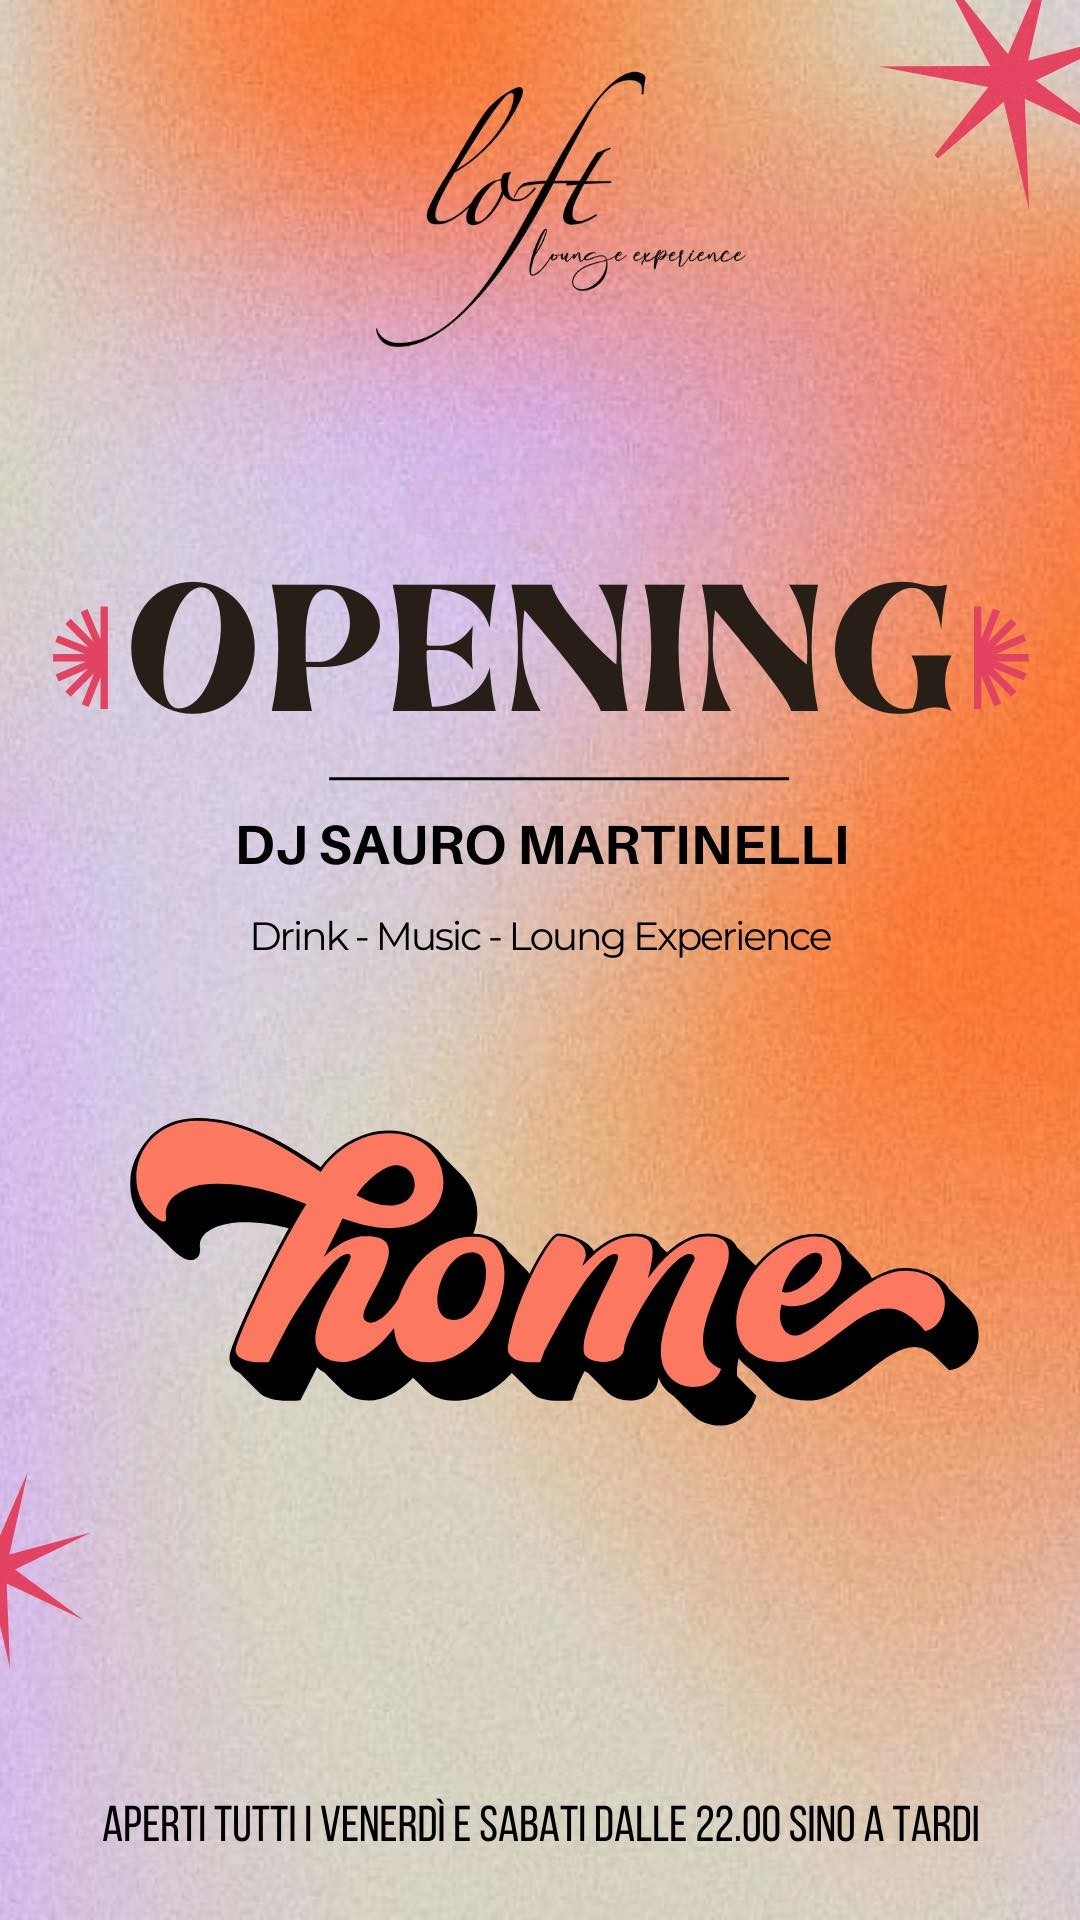 loft
lounge experience
OPENING
DJ SAURO MARTINELLI
Drink - Music - Loung Experience
home
APERTI TUTTI I VENERDÌ E SABATI DALLE 22.00 SINO A TARDI